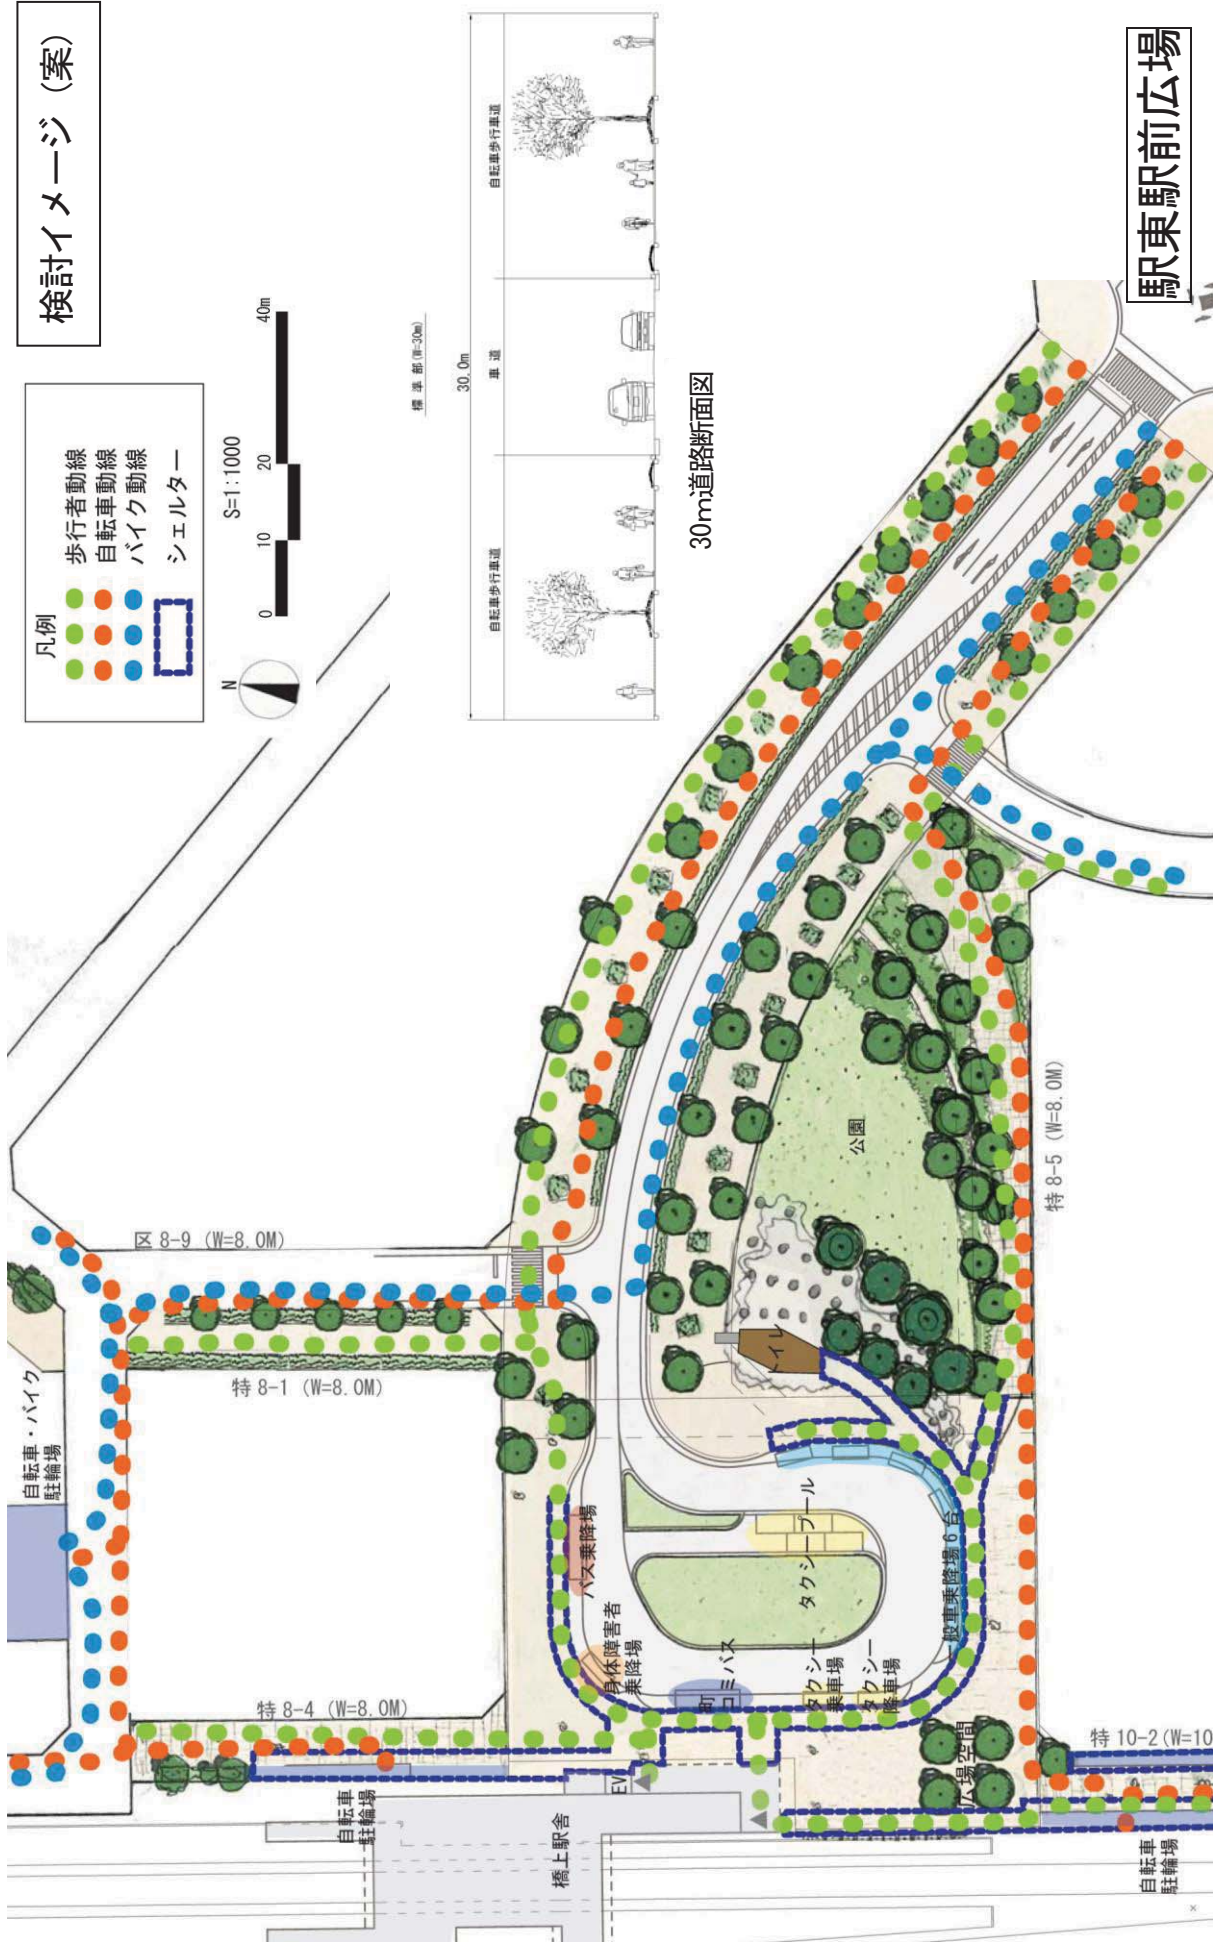 検討イメージ（案）
凡例
歩行者動線
自転車動線
バイク動線
シェルター
S=1:1000
0 10 20 40m
N
標準部(W=30m)
30.0m
自転車歩行車道
車道
自転車歩行車道
30m道路断面図
駅東駅前広場
区 8-9 (W=8.0M)
自転車・バイク
駐輪場
特 8-1 (W=8.0M)
特 8-4 (W=8.0M)
バス乗降場
身体障害者
乗降場
町
コミバス
タクシープール
タクシー
乗車場
タクシー
降車場
一般車乗降場６台
トイレ
公園
特 8-5 (W=8.0M)
広場空間
特 10-2 (W=10
EV
橋上駅舎
自転車
駐輪場
自転車
駐輪場